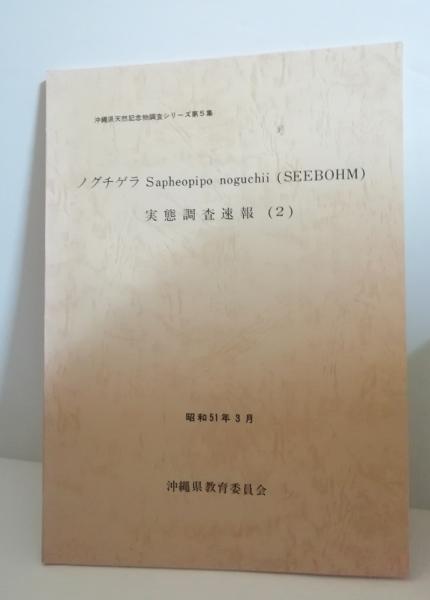 沖縄県天然記念物調査シリーズ第5集
ノグチゲラ Sapheopipo noguchii (SEEBOHM)
実態調査速報 (2)
昭和51年3月
沖縄県教育委員会